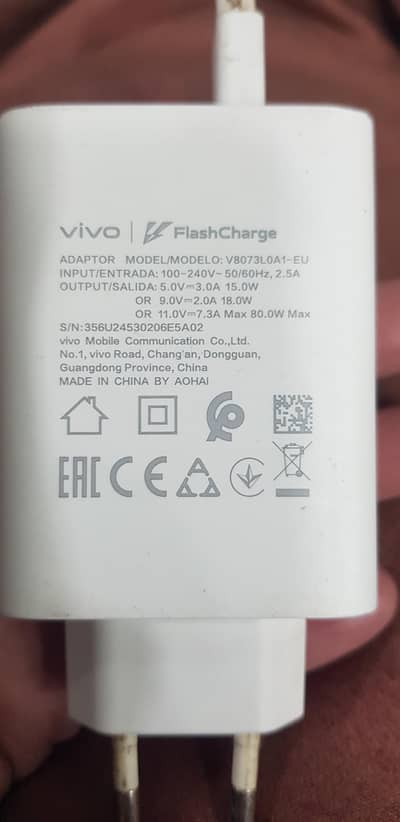 vivo | FlashCharge
ADAPTOR MODEL/MODELO: V8073L0A1-EU
INPUT/ENTRADA: 100-240V~ 50/60Hz, 2.5A
OUTPUT/SALIDA: 5.0V⎓3.0A 15.0W
OR 9.0V⎓2.0A 18.0W
OR 11.0V⎓7.3A Max 80.0W Max
S/N:356U24530206E5A02
vivo Mobile Communication Co.,Ltd.
No.1, vivo Road, Chang'an, Dongguan,
Guangdong Province, China
MADE IN CHINA BY AOHAI
EAC CE